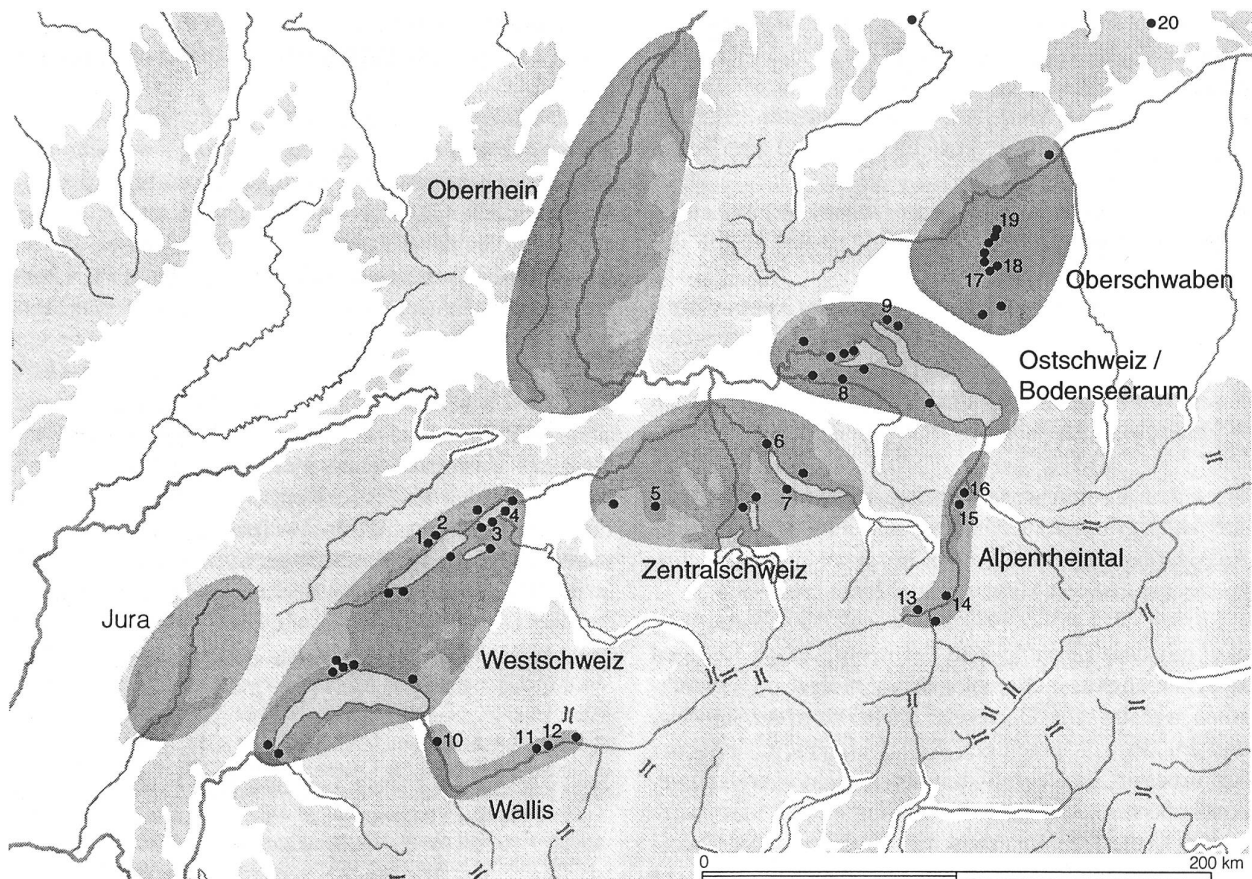 20
Oberrhein
19
18
17
Oberschwaben
9
Ostschweiz /
Bodenseeraum
8
6
5
7
16
15
4
2
1
3
Zentralschweiz
Alpenrheintal
13
14
Jura
Westschweiz
10
11
12
Wallis
0
200 km